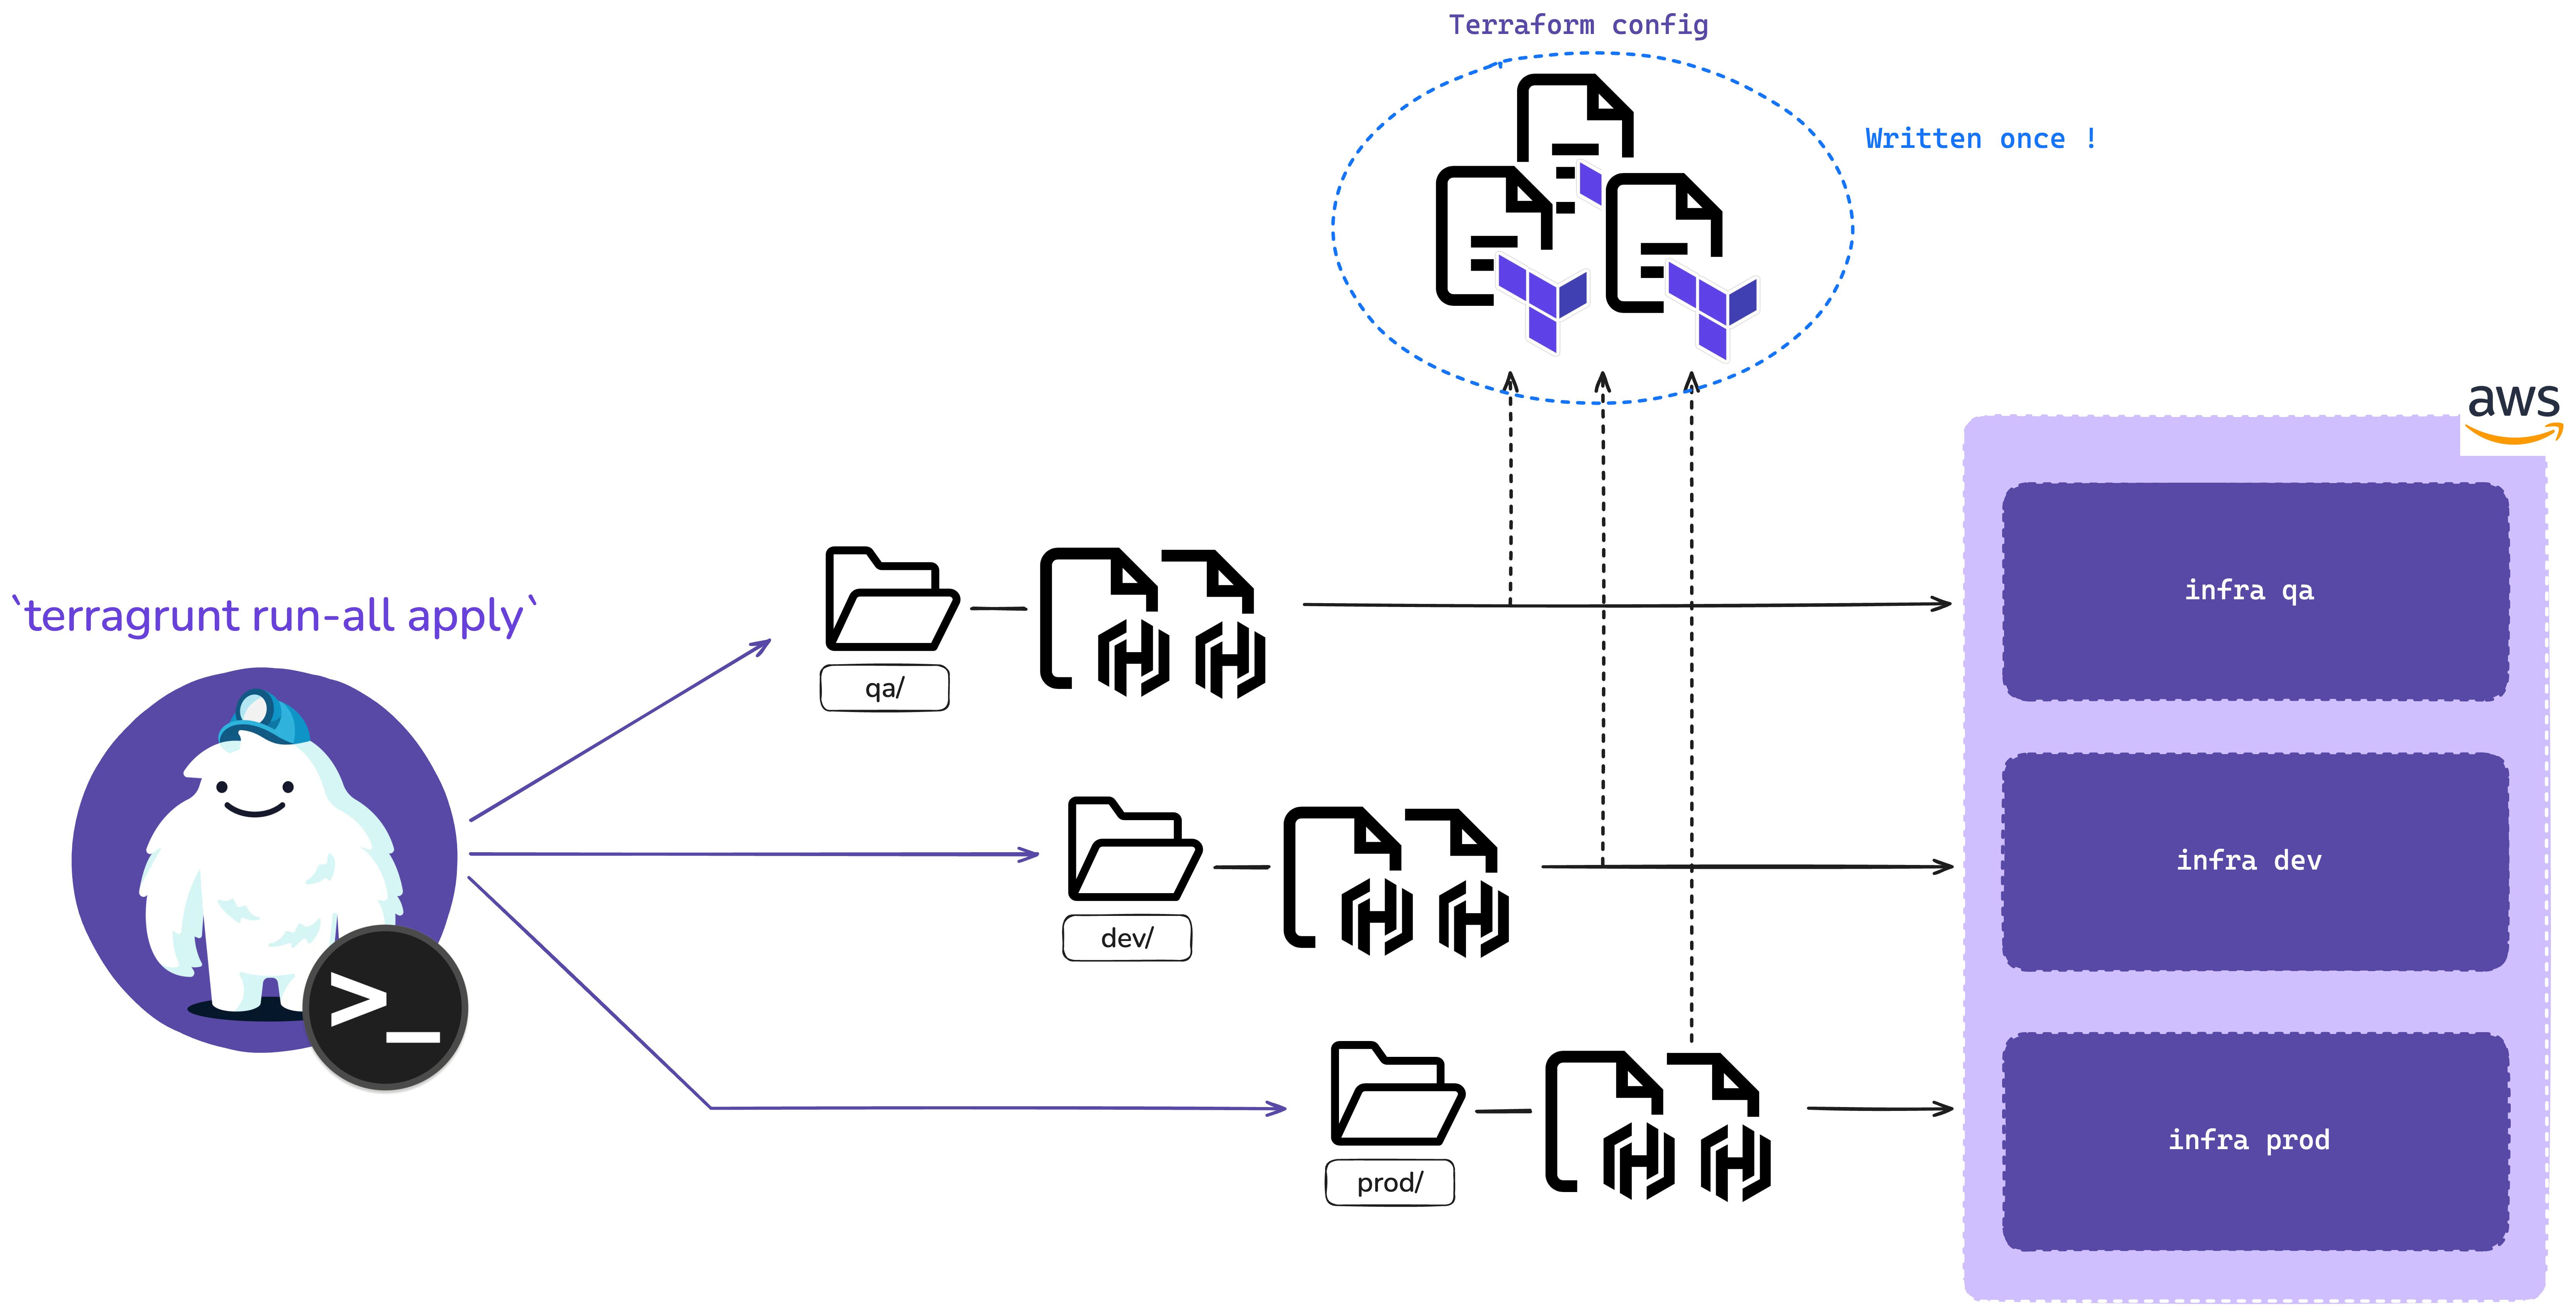 Terraform config
Written once !
aws
`terragrunt run-all apply`
qa/
infra qa
dev/
infra dev
prod/
infra prod
>_